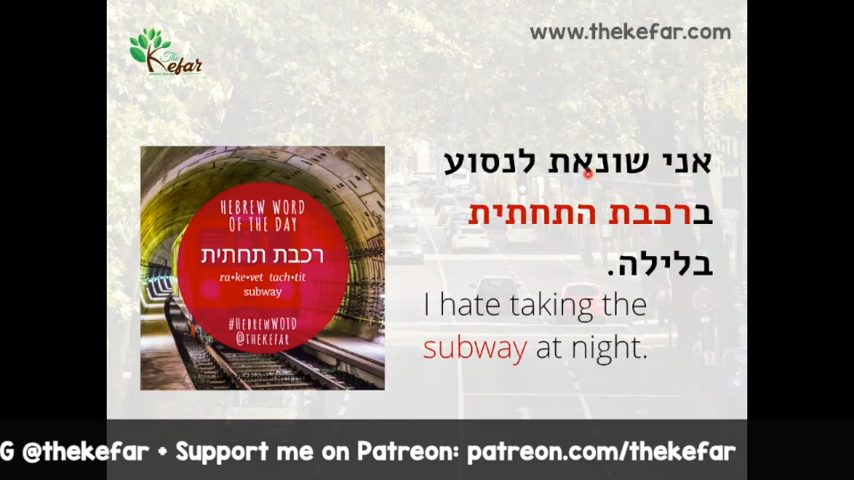 www.thekefar.com
The
Kefar
אני שונאת לנסוע
ברכבת התחתית
בלילה.
I hate taking the
subway at night.
HEBREW WORD
OF THE DAY
רכבת תחתית
ra•ke•vet tach•tit
subway
#HEBREWWOTD
@THEKEFAR
G @thekefar • Support me on Patreon: patreon.com/thekefar